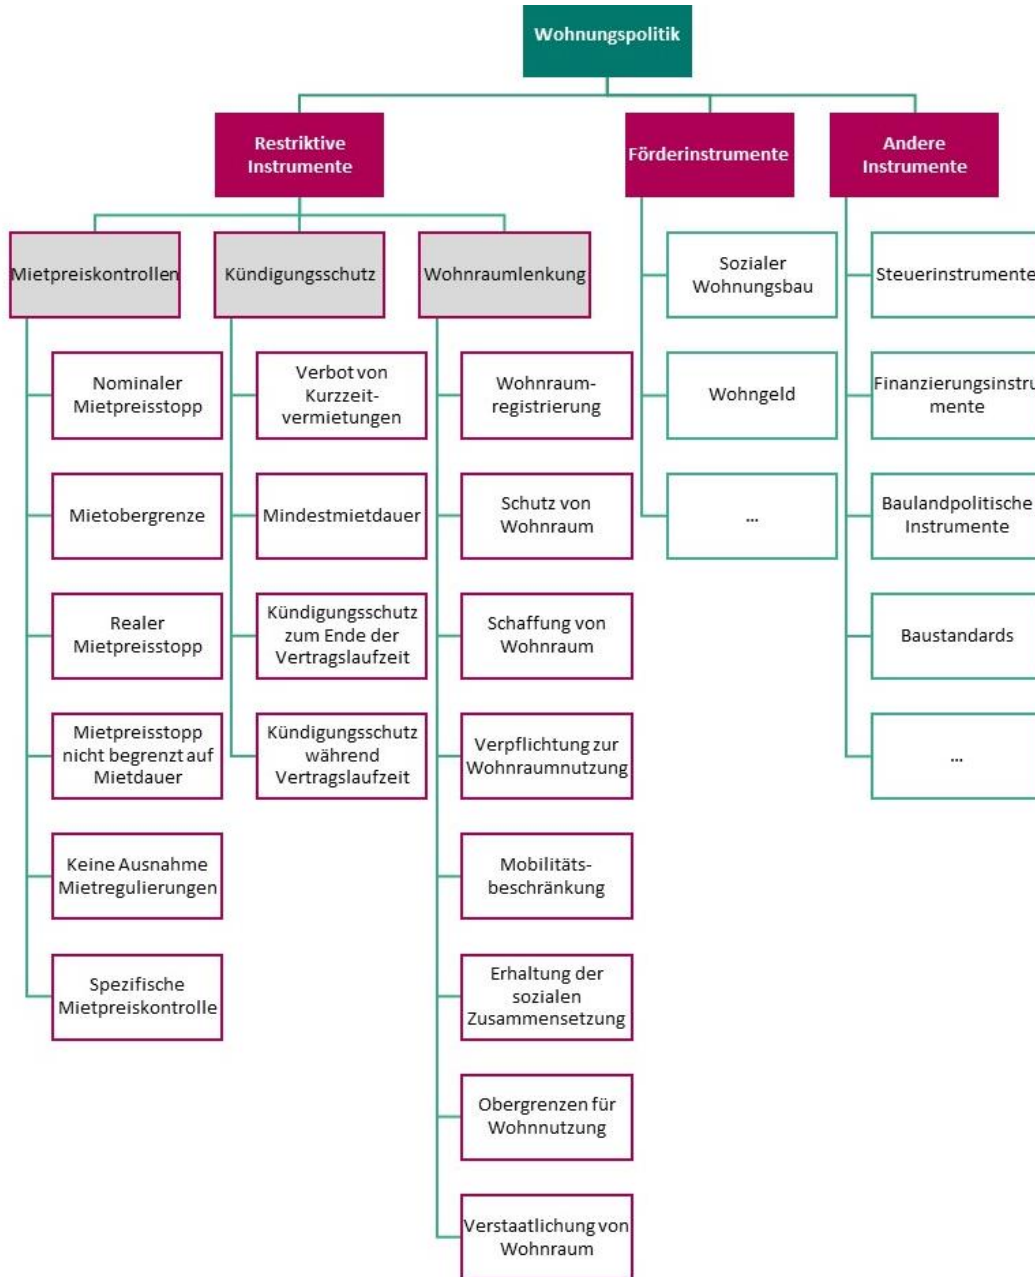 Wohnungspolitik
Restriktive
Instrumente
Förderinstrumente
Andere
Instrumente
Mietpreiskontrollen
Kündigungsschutz
Wohnraumlenkung
Nominaler
Mietpreisstopp
Mietobergrenze
Realer
Mietpreisstopp
Mietpreisstopp
nicht begrenzt auf
Mietdauer
Keine Ausnahme
Mietregulierungen
Spezifische
Mietpreiskontrolle
Verbot von
Kurzzeit-
vermietungen
Mindestmietdauer
Kündigungsschutz
zum Ende der
Vertragslaufzeit
Kündigungsschutz
während
Vertragslaufzeit
Wohnraum-
registrierung
Schutz von
Wohnraum
Schaffung von
Wohnraum
Verpflichtung zur
Wohnraumnutzung
Mobilitäts-
beschränkung
Erhaltung der
sozialen
Zusammensetzung
Obergrenzen für
Wohnnutzung
Verstaatlichung von
Wohnraum
Sozialer
Wohnungsbau
Wohngeld
...
Steuerinstrumente
Finanzierungsinstru
mente
Baulandpolitische
Instrumente
Baustandards
...